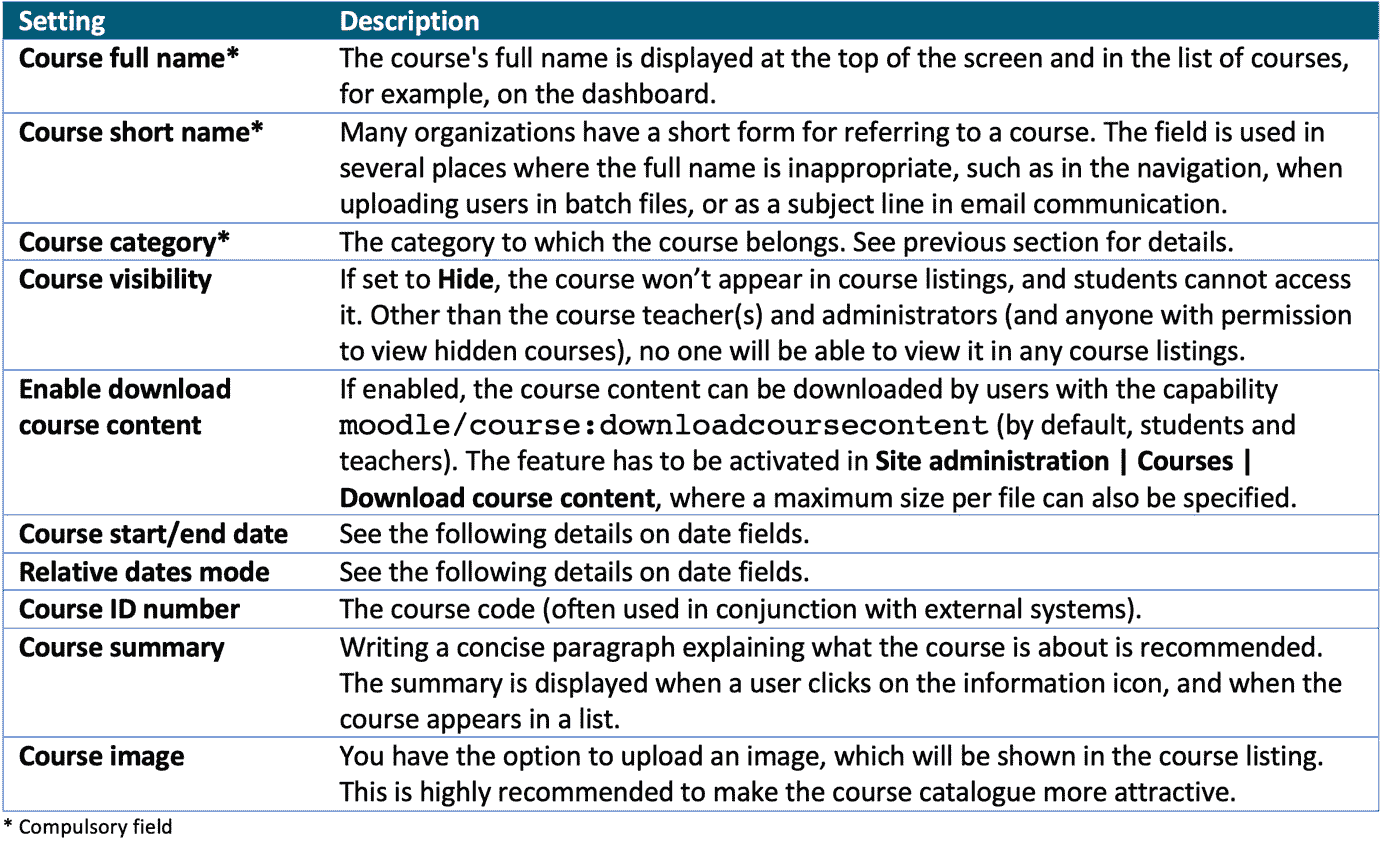 Setting Description
Course full name* The course's full name is displayed at the top of the screen and in the list of courses,
for example, on the dashboard.
Course short name* Many organizations have a short form for referring to a course. The field is used in
several places where the full name is inappropriate, such as in the navigation, when
uploading users in batch files, or as a subject line in email communication.
Course category* The category to which the course belongs. See previous section for details.
Course visibility If set to Hide, the course won’t appear in course listings, and students cannot access
it. Other than the course teacher(s) and administrators (and anyone with permission
to view hidden courses), no one will be able to view it in any course listings.
Enable download If enabled, the course content can be downloaded by users with the capability
course content moodle/course:downloadcoursecontent (by default, students and
teachers). The feature has to be activated in Site administration | Courses |
Download course content, where a maximum size per file can also be specified.
Course start/end date See the following details on date fields.
Relative dates mode See the following details on date fields.
Course ID number The course code (often used in conjunction with external systems).
Course summary Writing a concise paragraph explaining what the course is about is recommended.
The summary is displayed when a user clicks on the information icon, and when the
course appears in a list.
Course image You have the option to upload an image, which will be shown in the course listing.
This is highly recommended to make the course catalogue more attractive.
* Compulsory field